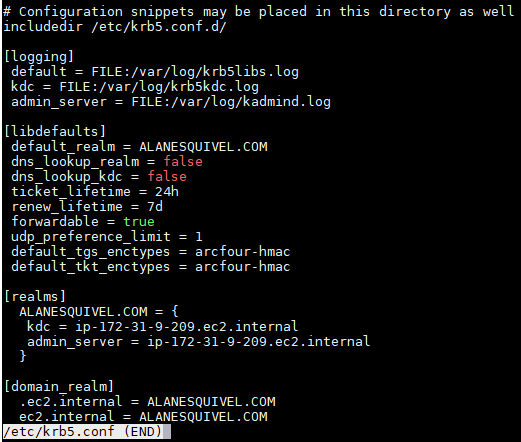 # Configuration snippets may be placed in this directory as well
includedir /etc/krb5.conf.d/

[logging]
 default = FILE:/var/log/krb5libs.log
 kdc = FILE:/var/log/krb5kdc.log
 admin_server = FILE:/var/log/kadmind.log

[libdefaults]
 default_realm = ALANESQUIVEL.COM
 dns_lookup_realm = false
 dns_lookup_kdc = false
 ticket_lifetime = 24h
 renew_lifetime = 7d
 forwardable = true
 udp_preference_limit = 1
 default_tgs_enctypes = arcfour-hmac
 default_tkt_enctypes = arcfour-hmac

[realms]
  ALANESQUIVEL.COM = {
   kdc = ip-172-31-9-209.ec2.internal
   admin_server = ip-172-31-9-209.ec2.internal
  }

[domain_realm]
  .ec2.internal = ALANESQUIVEL.COM
  ec2.internal = ALANESQUIVEL.COM
/etc/krb5.conf (END)